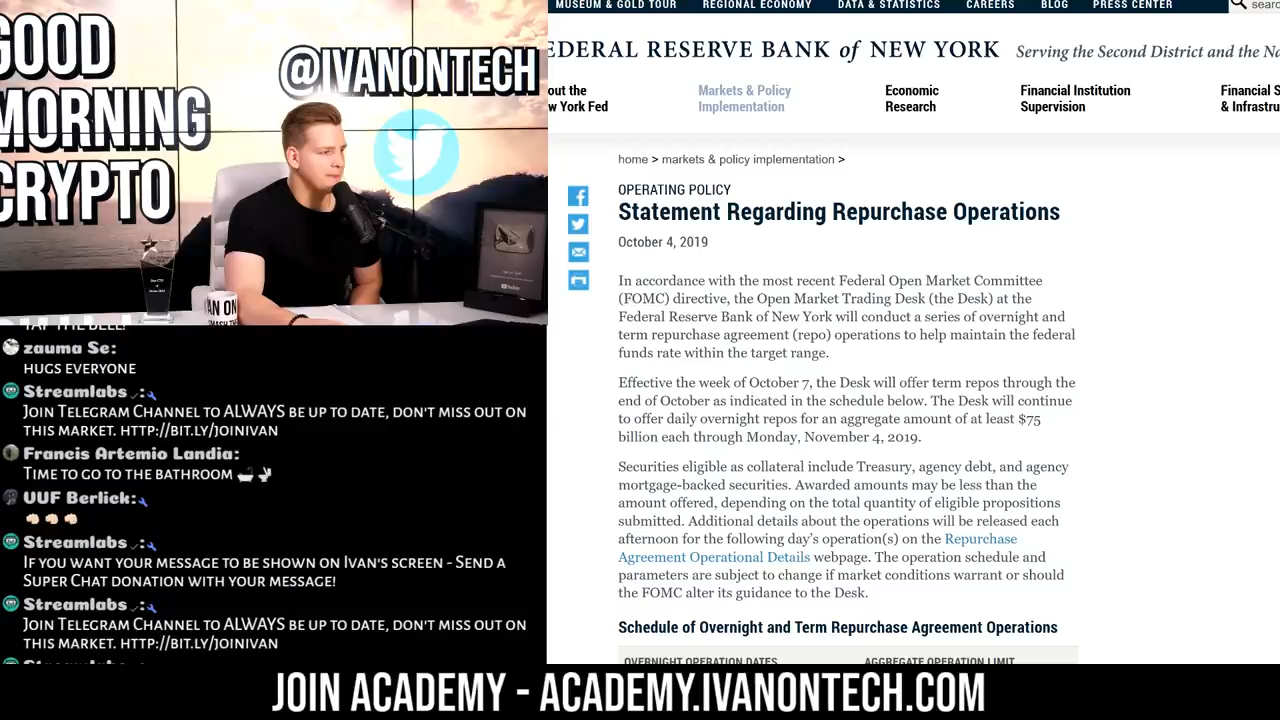 GOOD
MORNING
CRYPTO
@IVANONTECH
AN ON
YouTube
TAP THE BELL!
zauma Se:
HUGS EVERYONE
Streamlabs :
JOIN TELEGRAM CHANNEL TO ALWAYS BE UP TO DATE, DON'T MISS OUT ON
THIS MARKET. HTTP://BIT.LY/JOINIVAN
Francis Artemio Landia:
TIME TO GO TO THE BATHROOM
UUF Berlick:
Streamlabs :
IF YOU WANT YOUR MESSAGE TO BE SHOWN ON IVAN'S SCREEN - SEND A
SUPER CHAT DONATION WITH YOUR MESSAGE!
Streamlabs :
JOIN TELEGRAM CHANNEL TO ALWAYS BE UP TO DATE, DON'T MISS OUT ON
THIS MARKET. HTTP://BIT.LY/JOINIVAN
MUSEUM & GOLD TOUR REGIONAL ECONOMY DATA & STATISTICS CAREERS BLOG PRESS CENTER searc
EDERAL RESERVE BANK of NEW YORK Serving the Second District and the Na
out the
w York Fed
Markets & Policy
Implementation
Economic
Research
Financial Institution
Supervision
Financial S
& Infrastru
home > markets & policy implementation >
OPERATING POLICY
Statement Regarding Repurchase Operations
October 4, 2019
In accordance with the most recent Federal Open Market Committee
(FOMC) directive, the Open Market Trading Desk (the Desk) at the
Federal Reserve Bank of New York will conduct a series of overnight and
term repurchase agreement (repo) operations to help maintain the federal
funds rate within the target range.
Effective the week of October 7, the Desk will offer term repos through the
end of October as indicated in the schedule below. The Desk will continue
to offer daily overnight repos for an aggregate amount of at least $75
billion each through Monday, November 4, 2019.
Securities eligible as collateral include Treasury, agency debt, and agency
mortgage-backed securities. Awarded amounts may be less than the
amount offered, depending on the total quantity of eligible propositions
submitted. Additional details about the operations will be released each
afternoon for the following day's operation(s) on the Repurchase
Agreement Operational Details webpage. The operation schedule and
parameters are subject to change if market conditions warrant or should
the FOMC alter its guidance to the Desk.
Schedule of Overnight and Term Repurchase Agreement Operations
OVERNIGHT OPERATION DATES AGGREGATE OPERATION LIMIT
JOIN ACADEMY - ACADEMY.IVANONTECH.COM